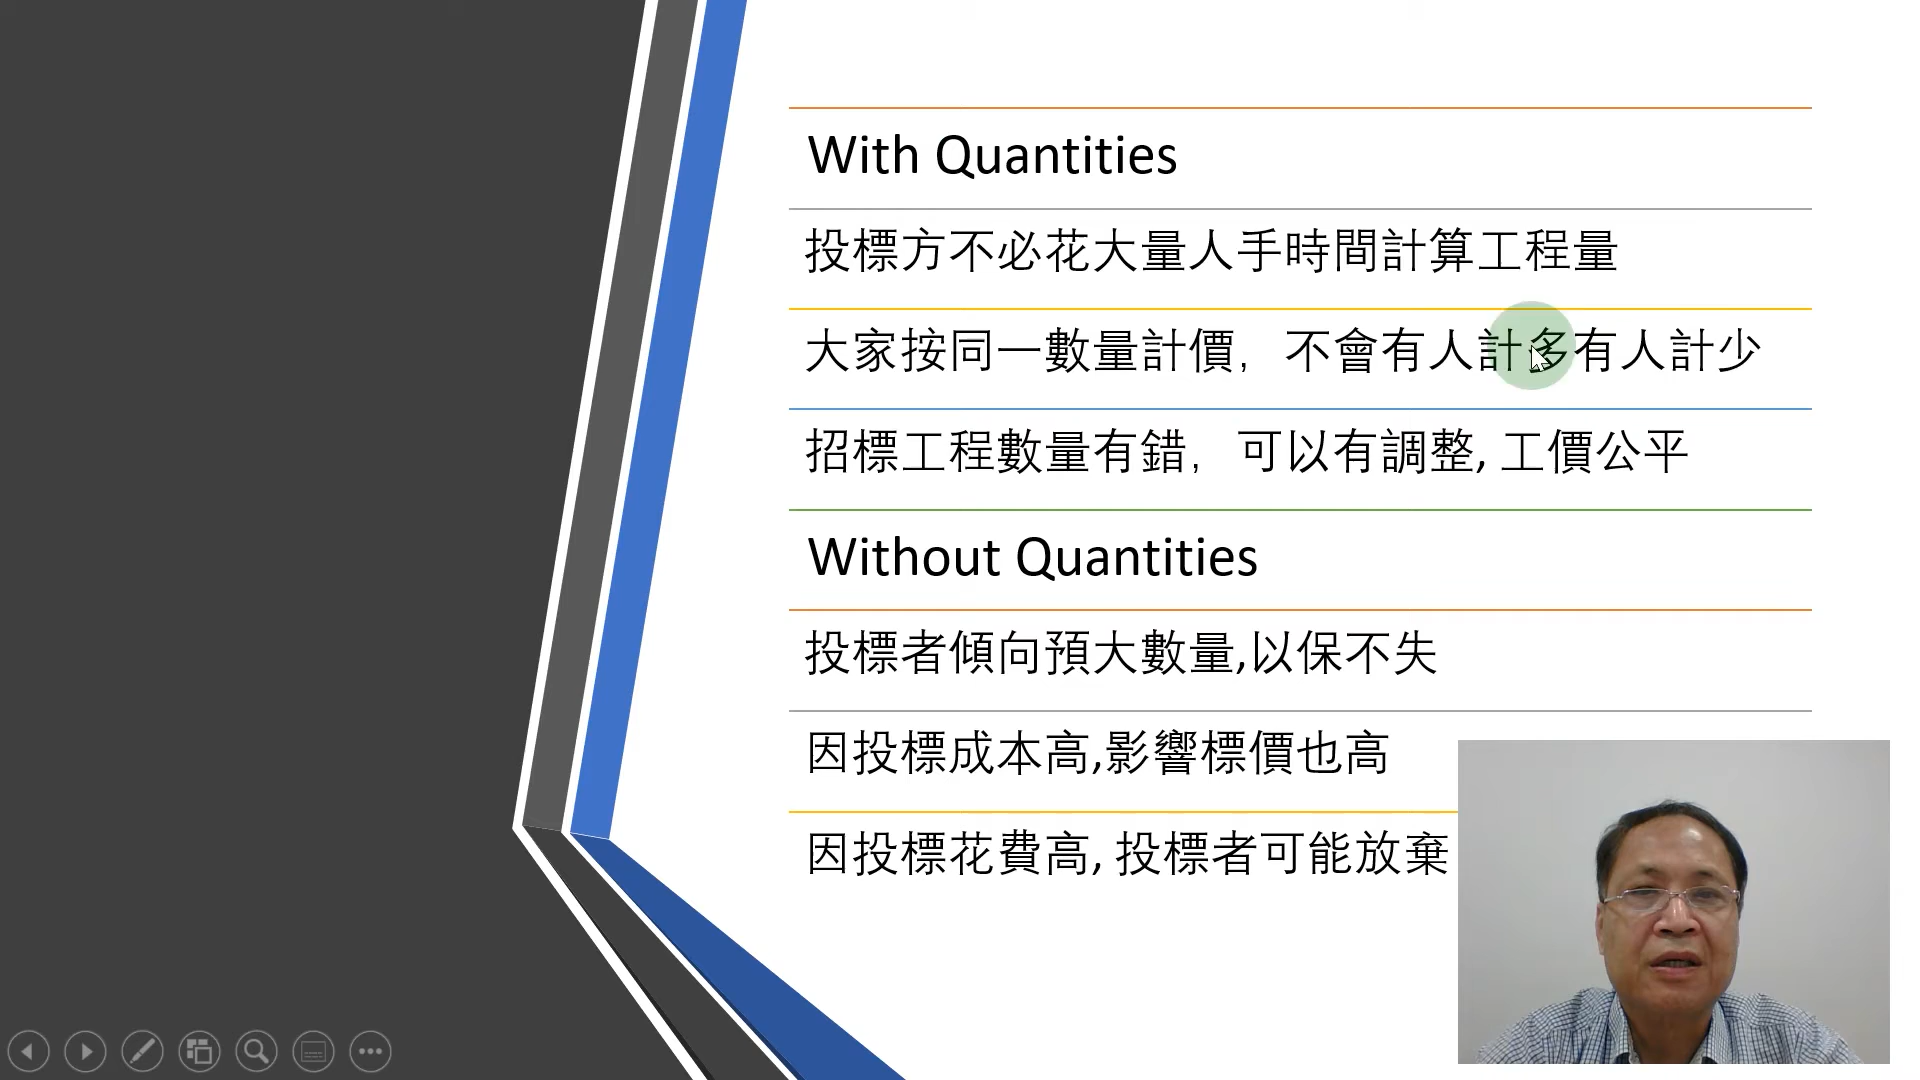 With Quantities
投標方不必花大量人手時間計算工程量
大家按同一數量計價，不會有人計多有人計少
招標工程數量有錯，可以有調整, 工價公平
Without Quantities
投標者傾向預大數量,以保不失
因投標成本高,影響標價也高
因投標花費高, 投標者可能放棄